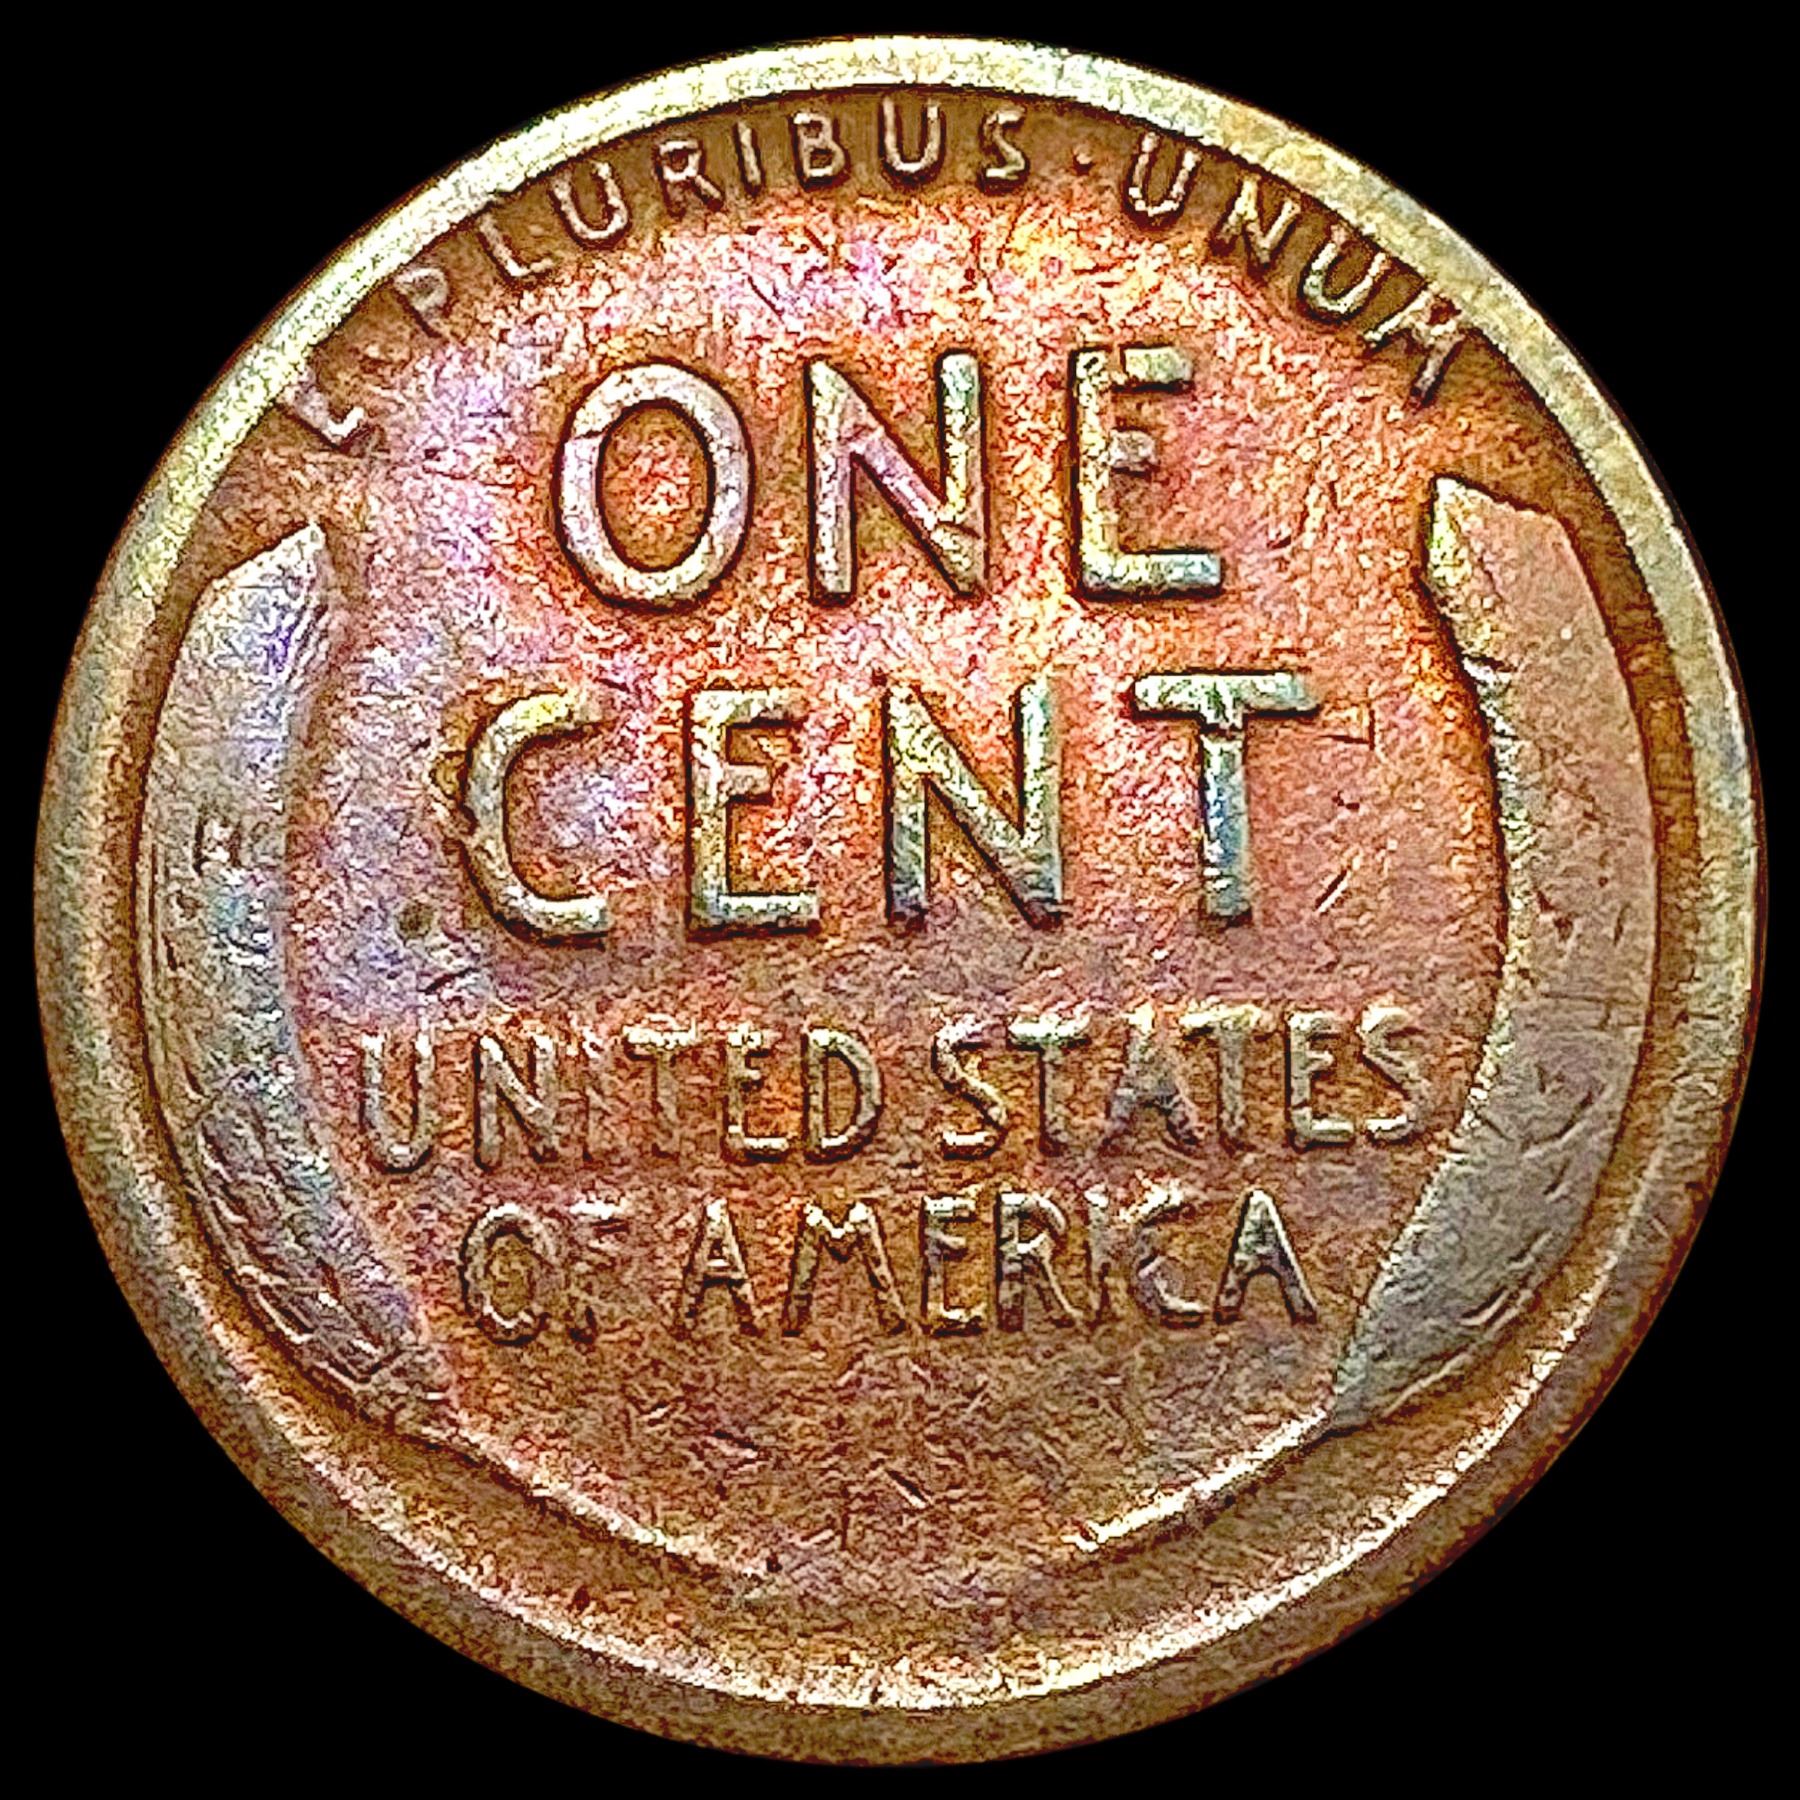 E·PLURIBUS·UNUM
ONE
CENT
UNITED STATES
OF AMERICA